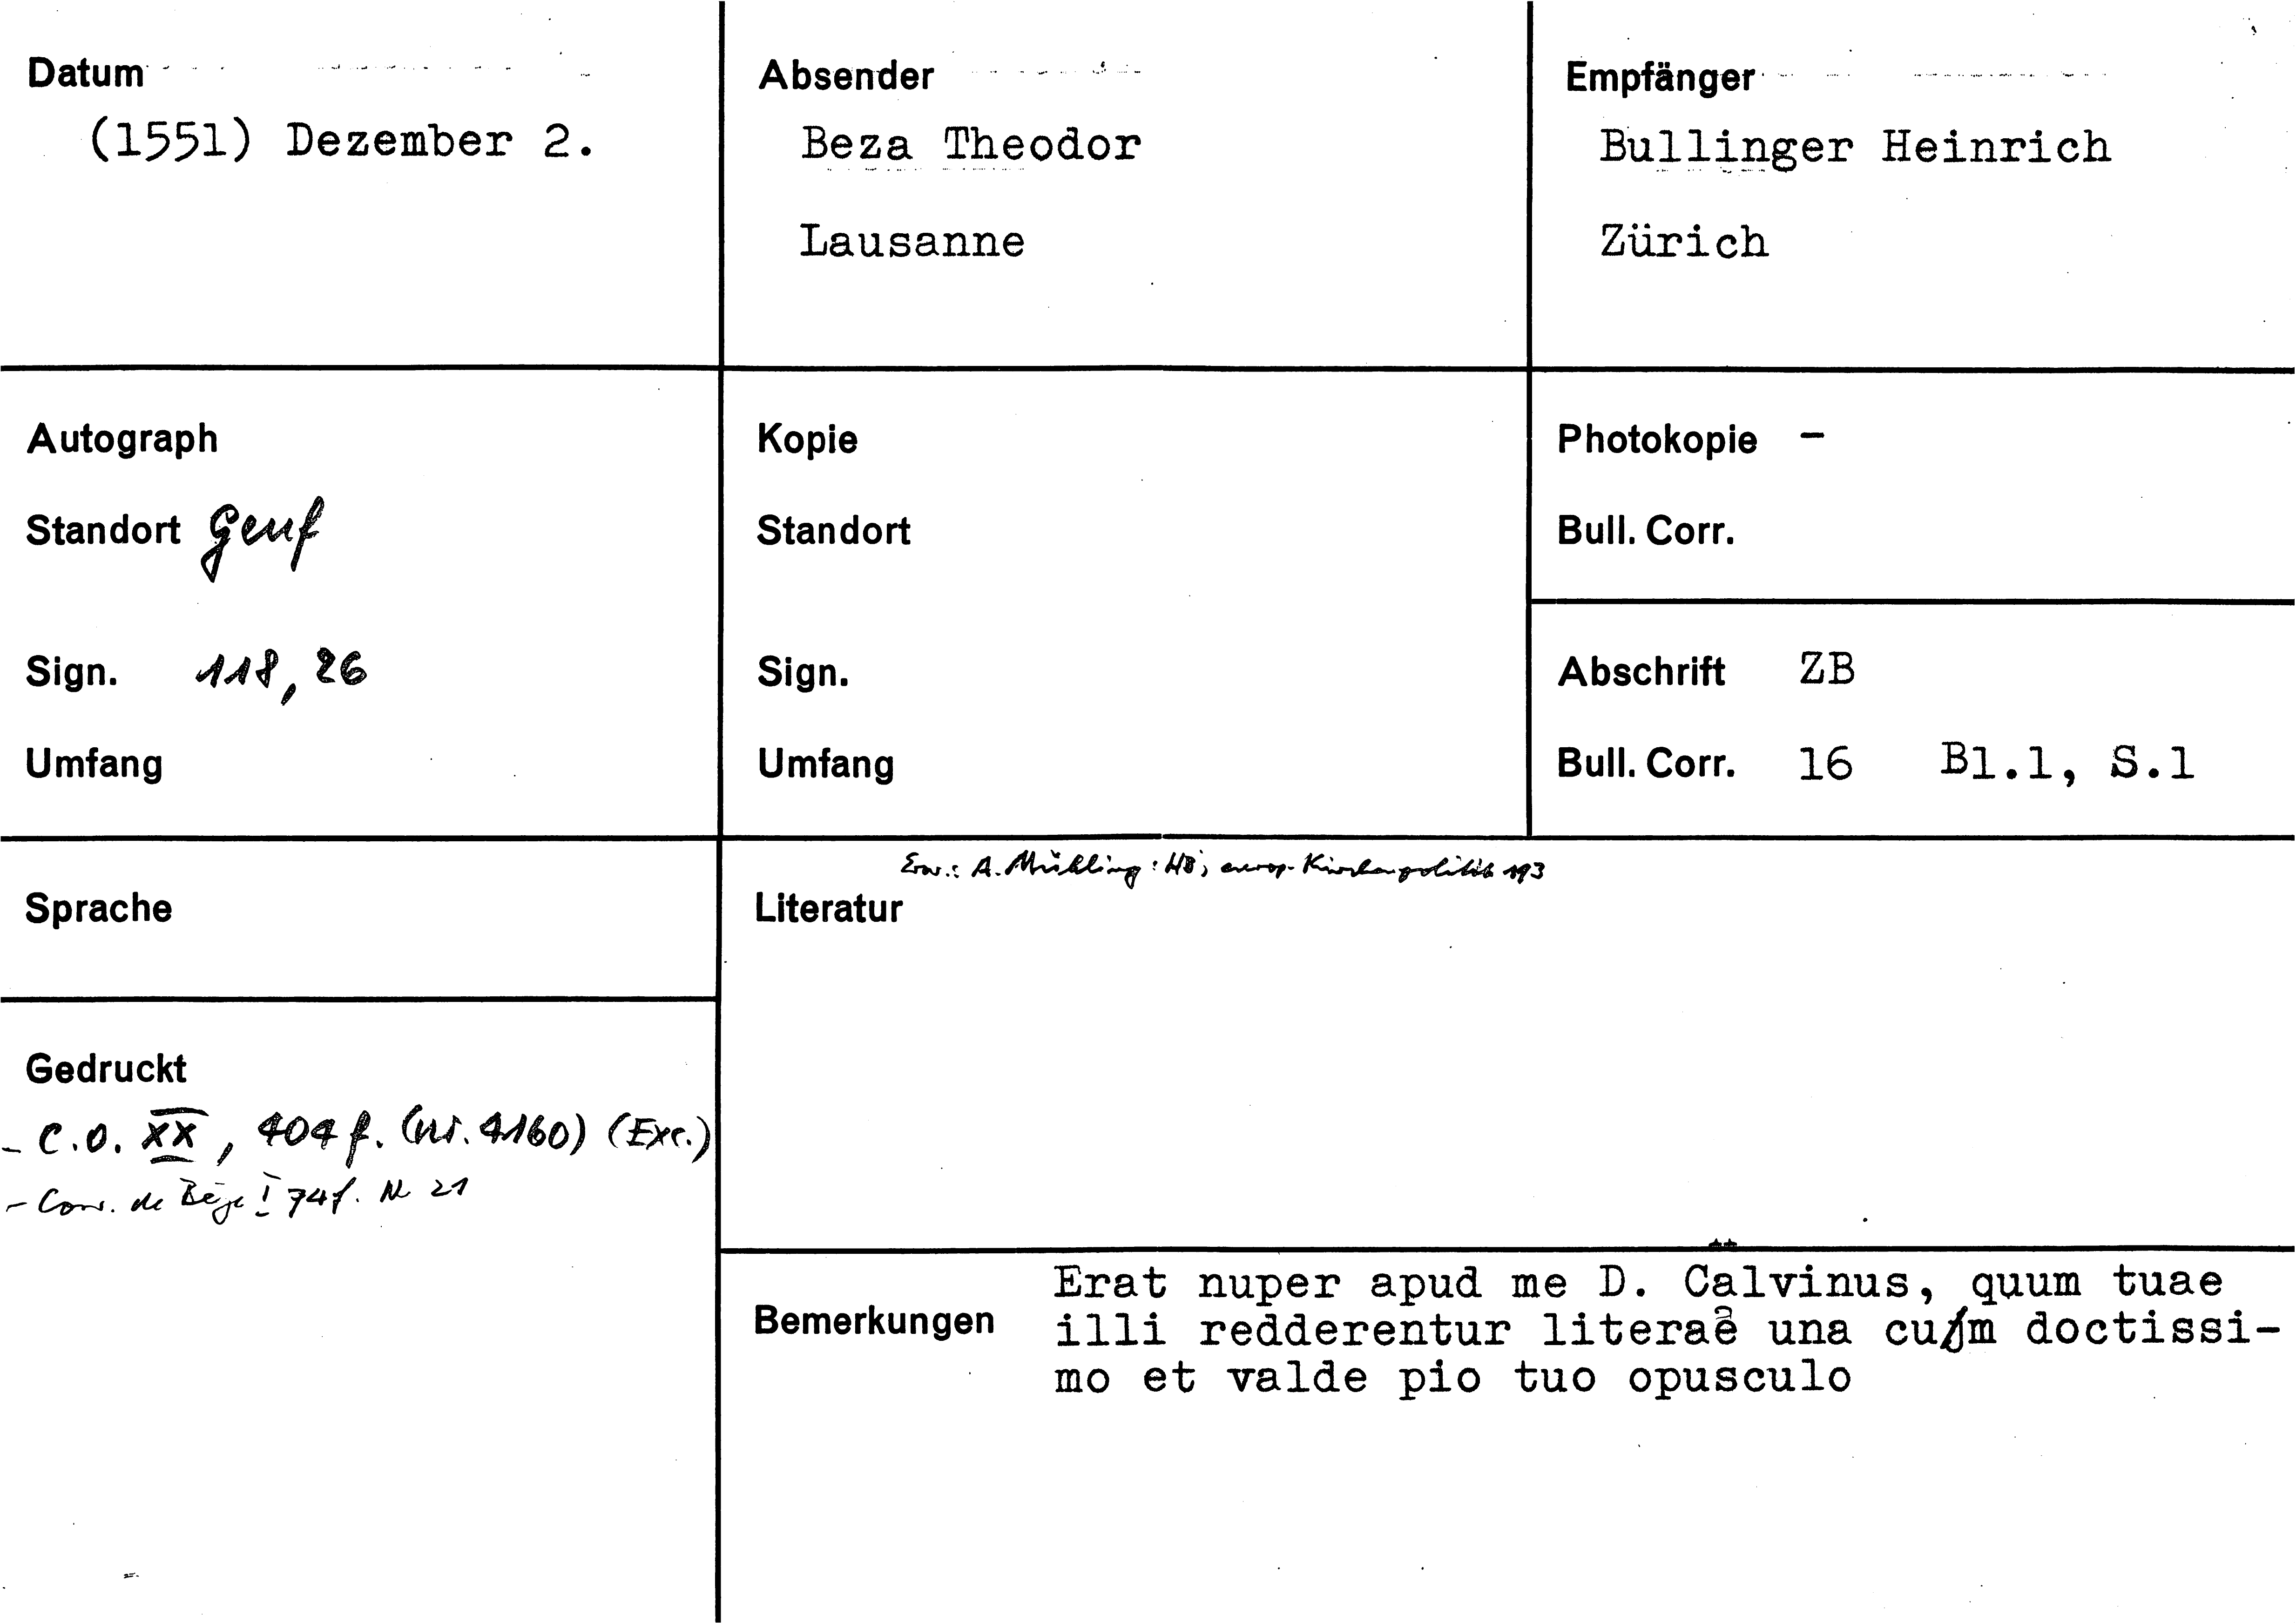 Datum
(1551) Dezember 2.
Absender
Beza Theodor
Lausanne
Empfänger
Bullinger Heinrich
Zürich
Autograph
Standort Genf
Sign. 118, 26
Umfang
Kopie
Standort
Sign.
Umfang
Photokopie -
Bull. Corr.
Abschrift ZB
Bull. Corr. 16 Bl.1, S.1
Sprache
Erw.: A. Mühling: HBs europ. Kirchenpolitik 193
Literatur
Gedruckt
- C.O. XX, 404 f. (nr. 4160) (Exc.)
- Corr. de Bèze I 74 f. Nr 21
Bemerkungen
Erat nuper apud me D. Calvinus, quum tuae
illi redderentur literae una cum doctissi-
mo et valde pio tuo opusculo